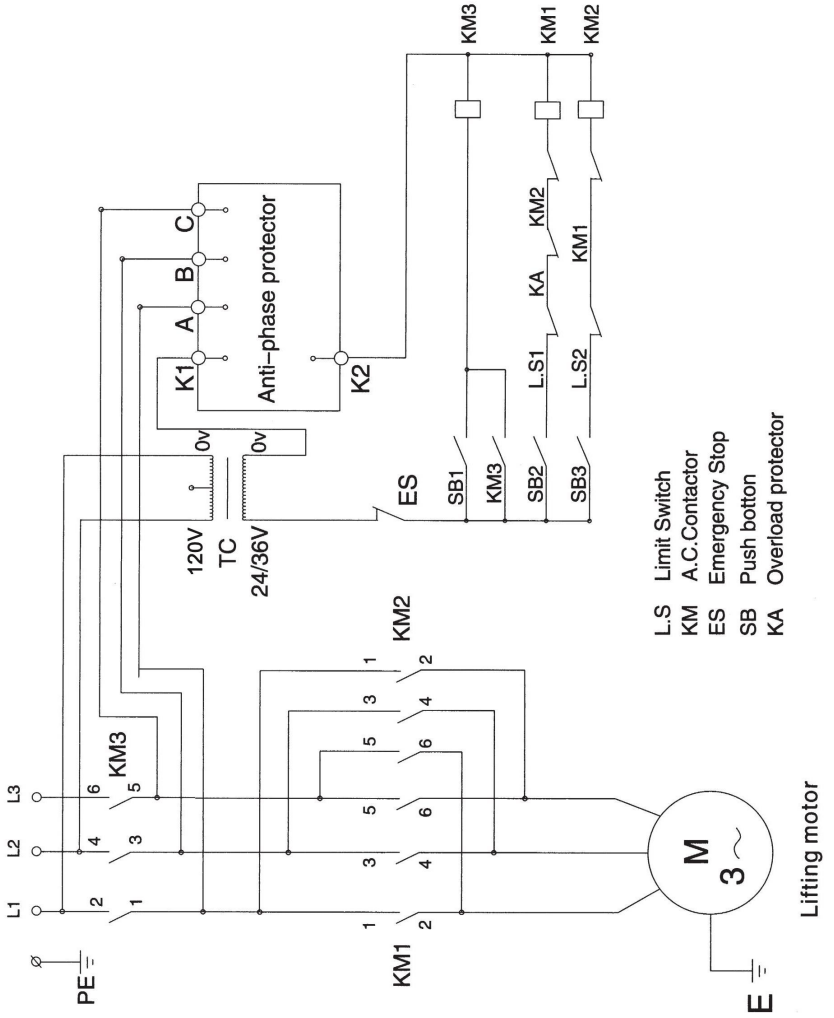 L1
L2
L3
PE
2
4
6
KM3
1
3
5
120V
0v
TC
24/36V
0v
K1
A
B
C
Anti-phase protector
K2
ES
KM3
KM1
KM2
SB1
KM3
SB2
L.S1
KA
KM2
SB3
L.S2
KM1
KM1
1
3
5
2
4
6
5
3
1
KM2
6
4
2
M
3~
E
Lifting motor
L.S Limit Switch
KM A.C.Contactor
ES Emergency Stop
SB Push botton
KA Overload protector